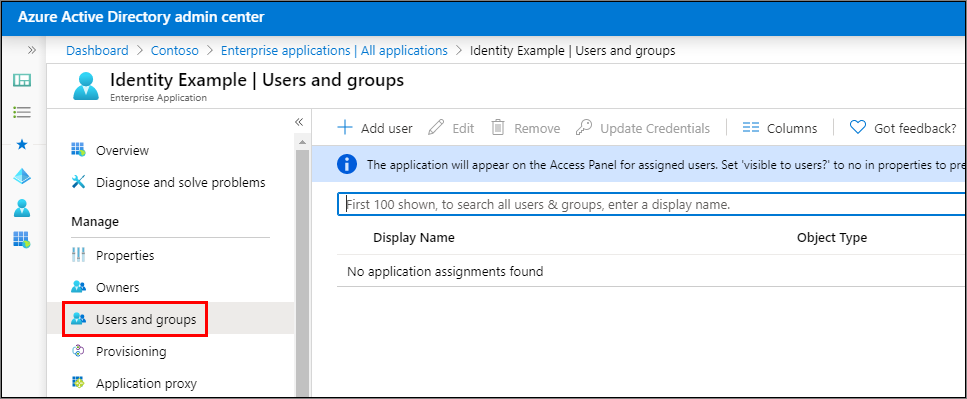 Azure Active Directory admin center
Dashboard > Contoso > Enterprise applications | All applications > Identity Example | Users and groups
Identity Example | Users and groups
Enterprise Application
Overview
Diagnose and solve problems
Manage
Properties
Owners
Users and groups
Provisioning
Application proxy
Add user Edit Remove Update Credentials Columns Got feedback?
The application will appear on the Access Panel for assigned users. Set 'visible to users?' to no in properties to pre
First 100 shown, to search all users & groups, enter a display name.
Display Name Object Type
No application assignments found